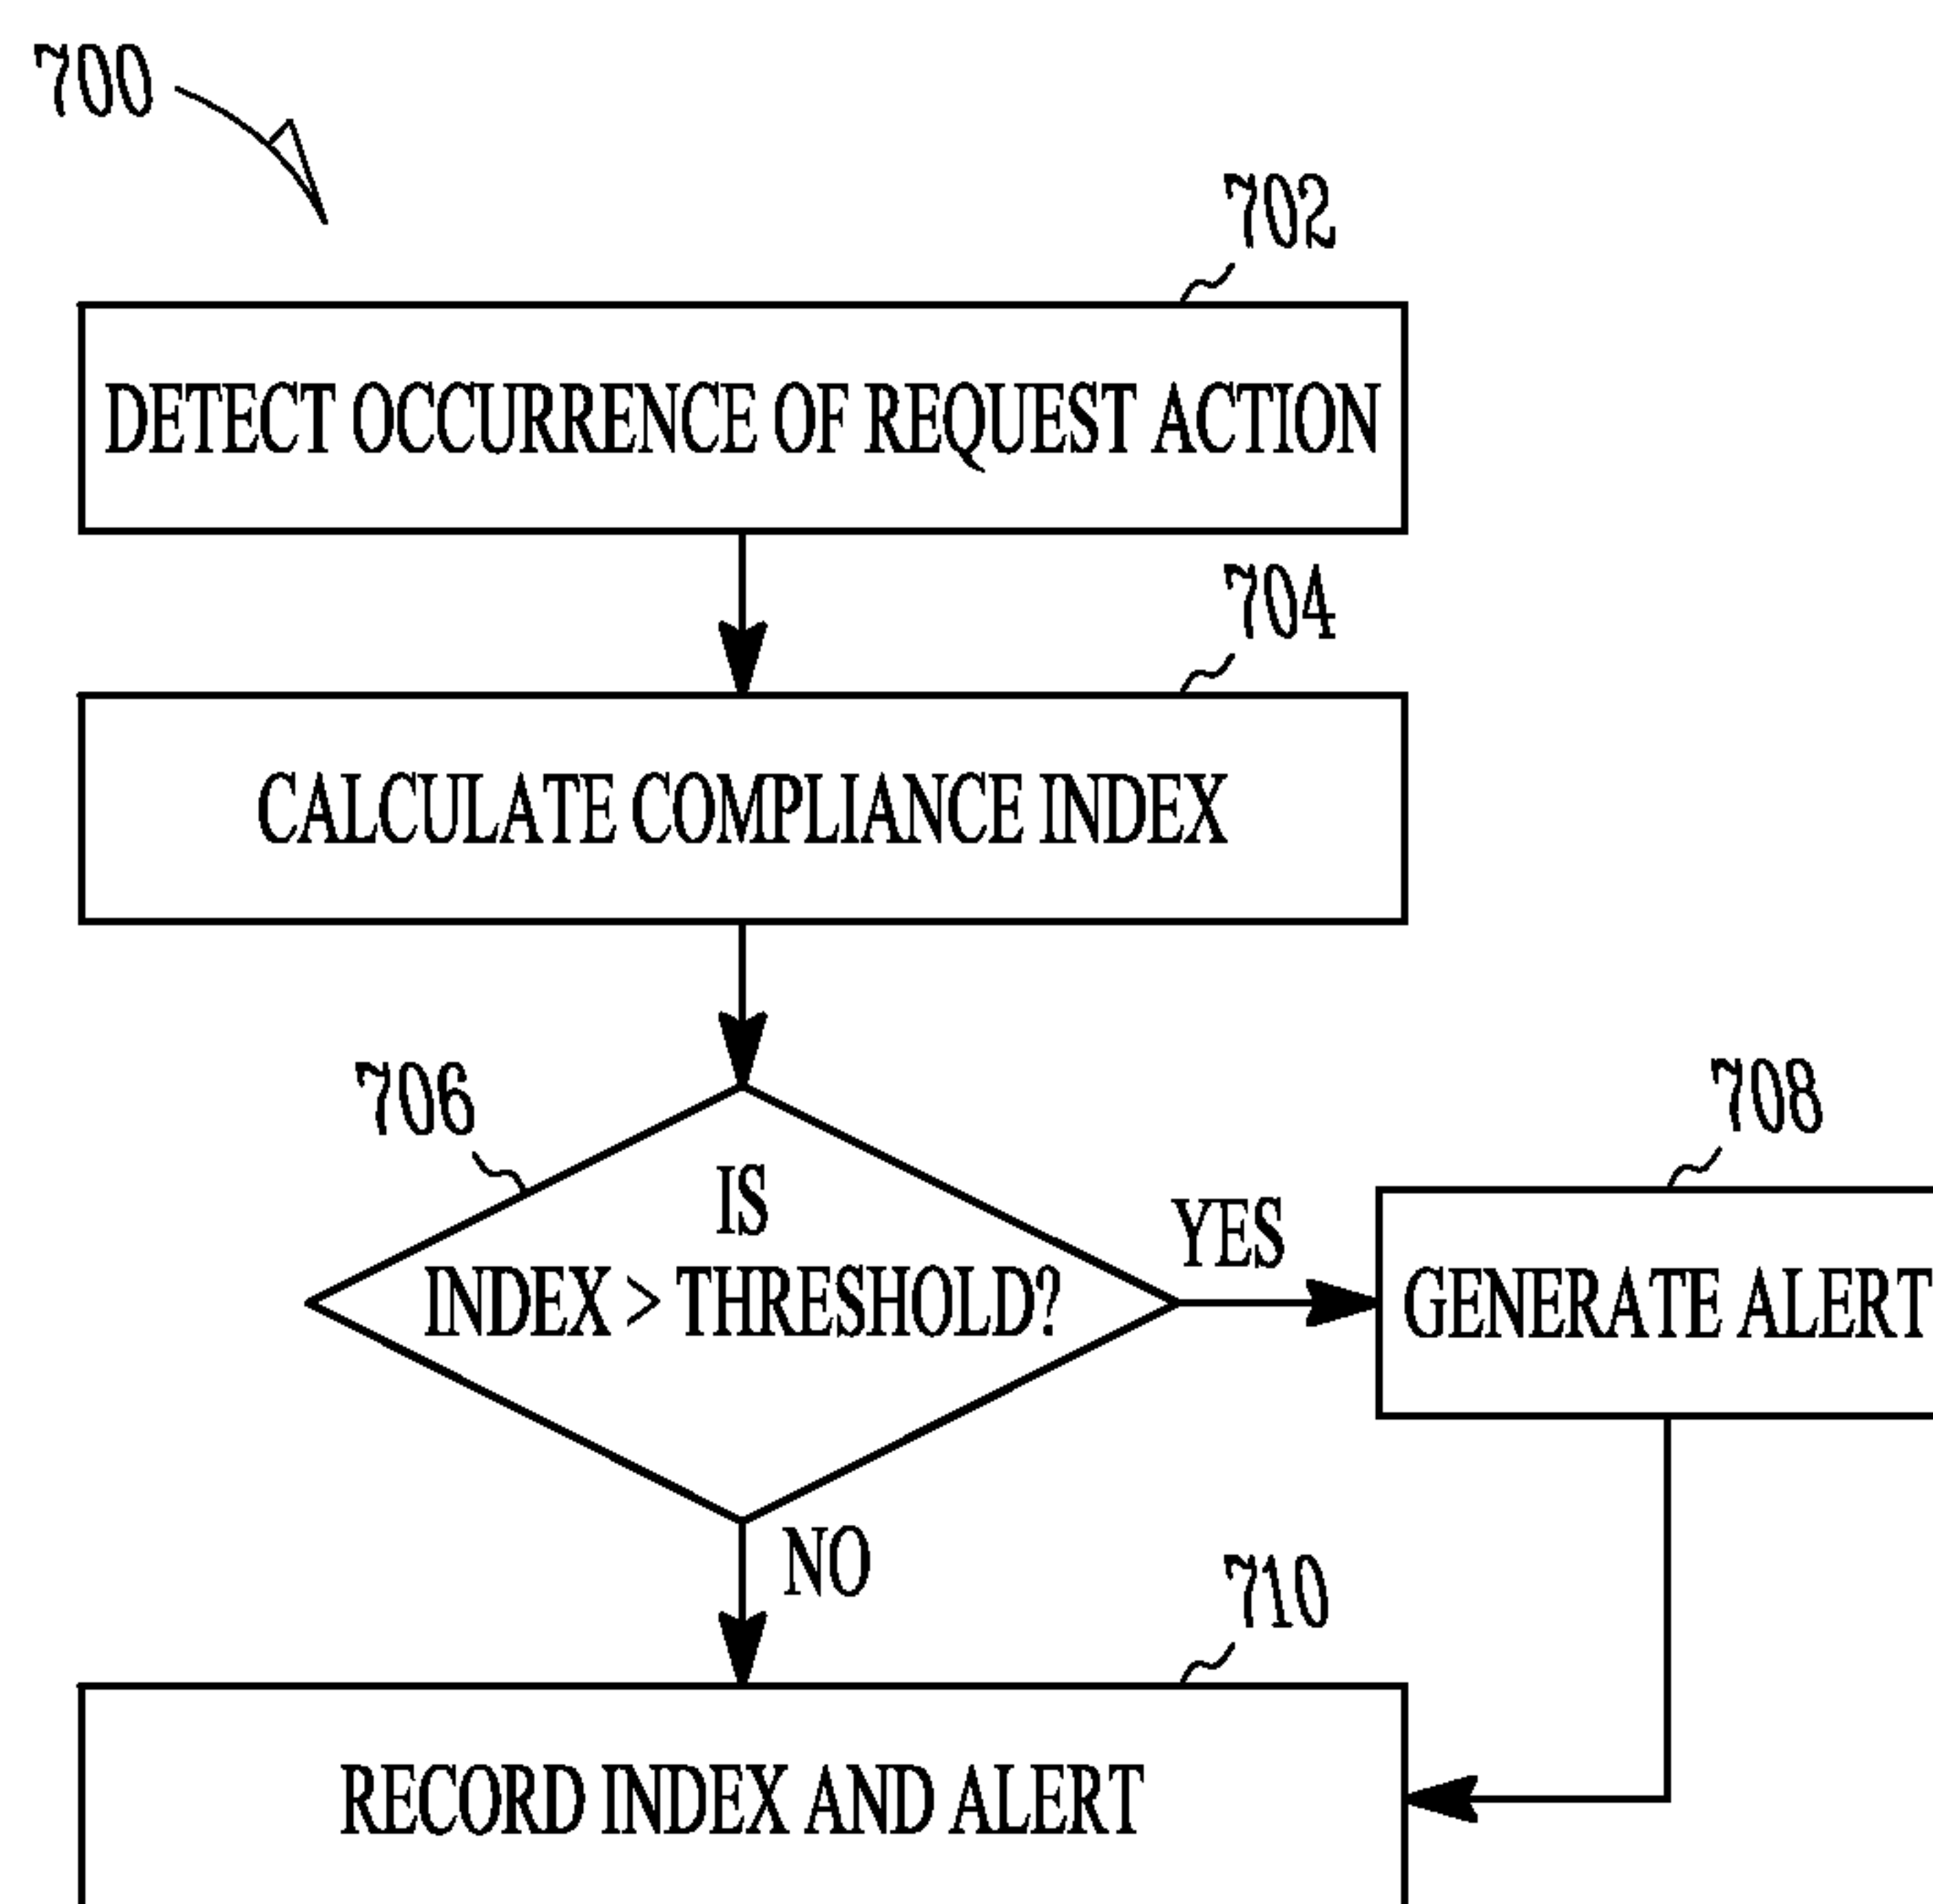 700
702
DETECT OCCURRENCE OF REQUEST ACTION
704
CALCULATE COMPLIANCE INDEX
706
IS
INDEX > THRESHOLD?
YES
708
GENERATE ALERT
NO
710
RECORD INDEX AND ALERT